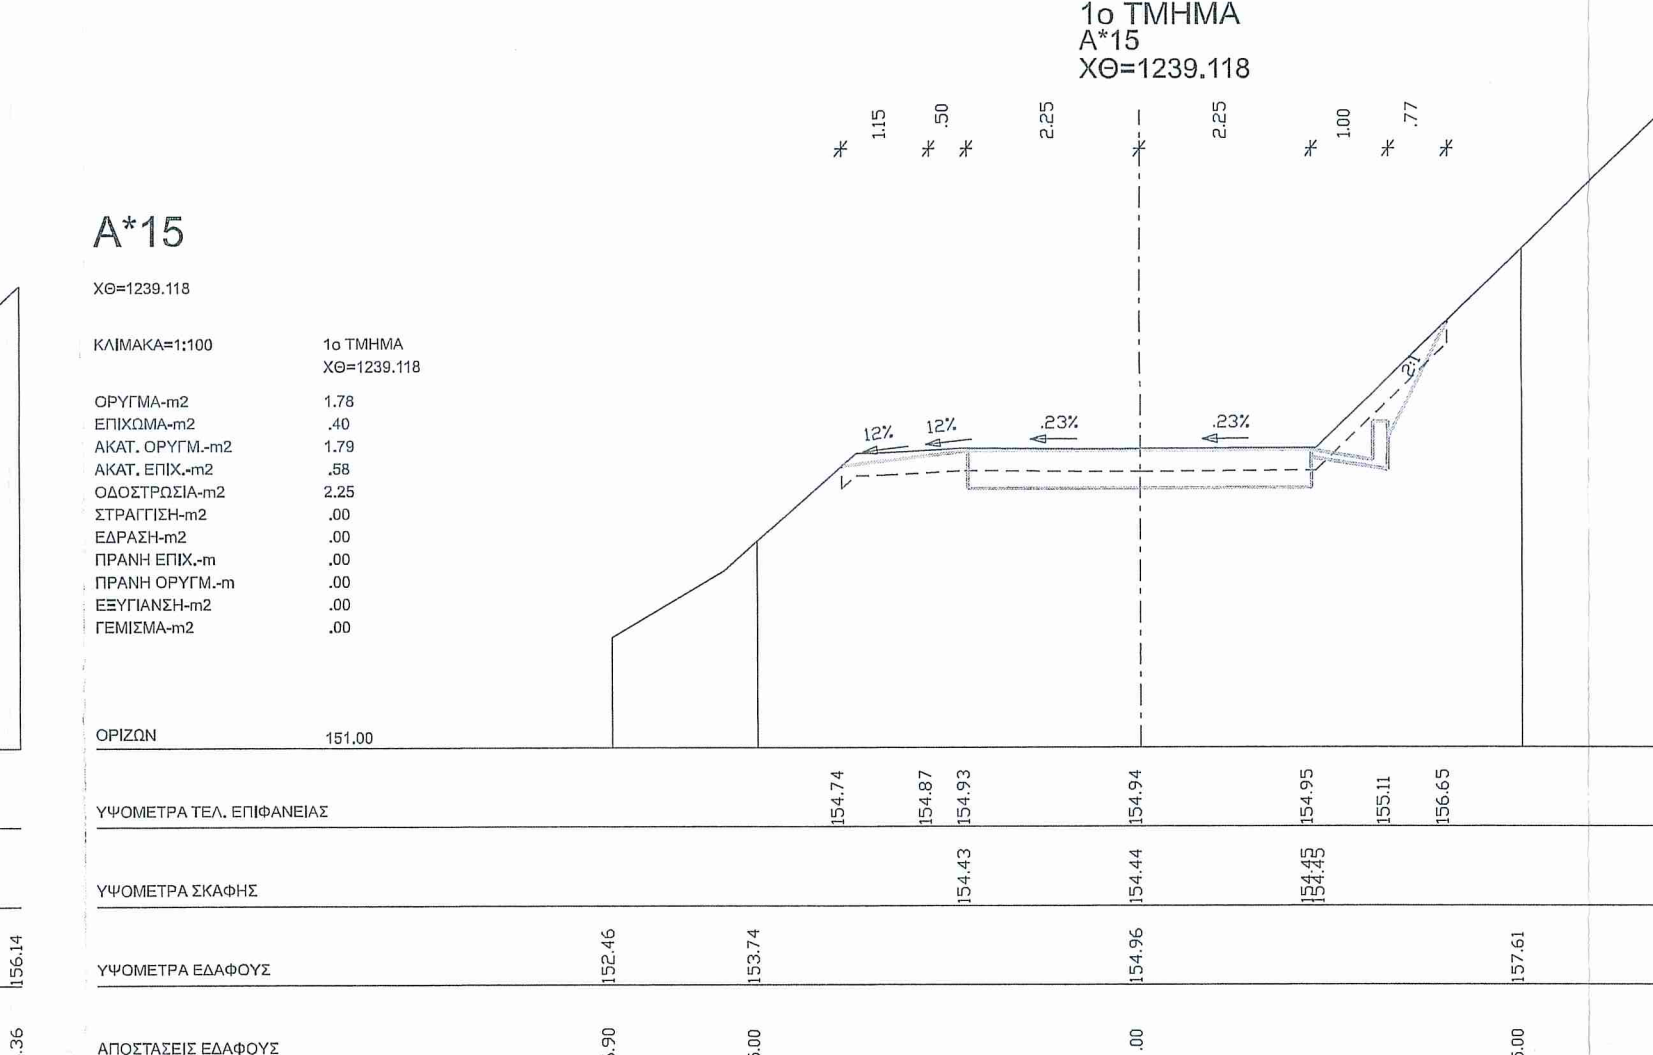 1ο ΤΜΗΜΑ
Α*15
ΧΘ=1239.118
1.15 .50 2.25 2.25 1.00 .77
Α*15
ΧΘ=1239.118
ΚΛΙΜΑΚΑ=1:100 1ο ΤΜΗΜΑ
ΧΘ=1239.118
ΟΡΥΓΜΑ-m2 1.78
ΕΠΙΧΩΜΑ-m2 .40
ΑΚΑΤ. ΟΡΥΓΜ.-m2 1.79
ΑΚΑΤ. ΕΠΙΧ.-m2 .58
ΟΔΟΣΤΡΩΣΙΑ-m2 2.25
ΣΤΡΑΓΓΙΣΗ-m2 .00
ΕΔΡΑΣΗ-m2 .00
ΠΡΑΝΗ ΕΠΙΧ.-m .00
ΠΡΑΝΗ ΟΡΥΓΜ.-m .00
ΕΞΥΓΙΑΝΣΗ-m2 .00
ΓΕΜΙΣΜΑ-m2 .00
12% 12% .23% .23% 2:1
ΟΡΙΖΩΝ 151.00
ΥΨΟΜΕΤΡΑ ΤΕΛ. ΕΠΙΦΑΝΕΙΑΣ 154.74 154.87 154.93 154.94 154.95 155.11 156.65
ΥΨΟΜΕΤΡΑ ΣΚΑΦΗΣ 154.43 154.44 154.45 154.45
156.14 ΥΨΟΜΕΤΡΑ ΕΔΑΦΟΥΣ 152.46 153.74 154.96 157.61
.36 ΑΠΟΣΤΑΣΕΙΣ ΕΔΑΦΟΥΣ .90 .00 .00 .00